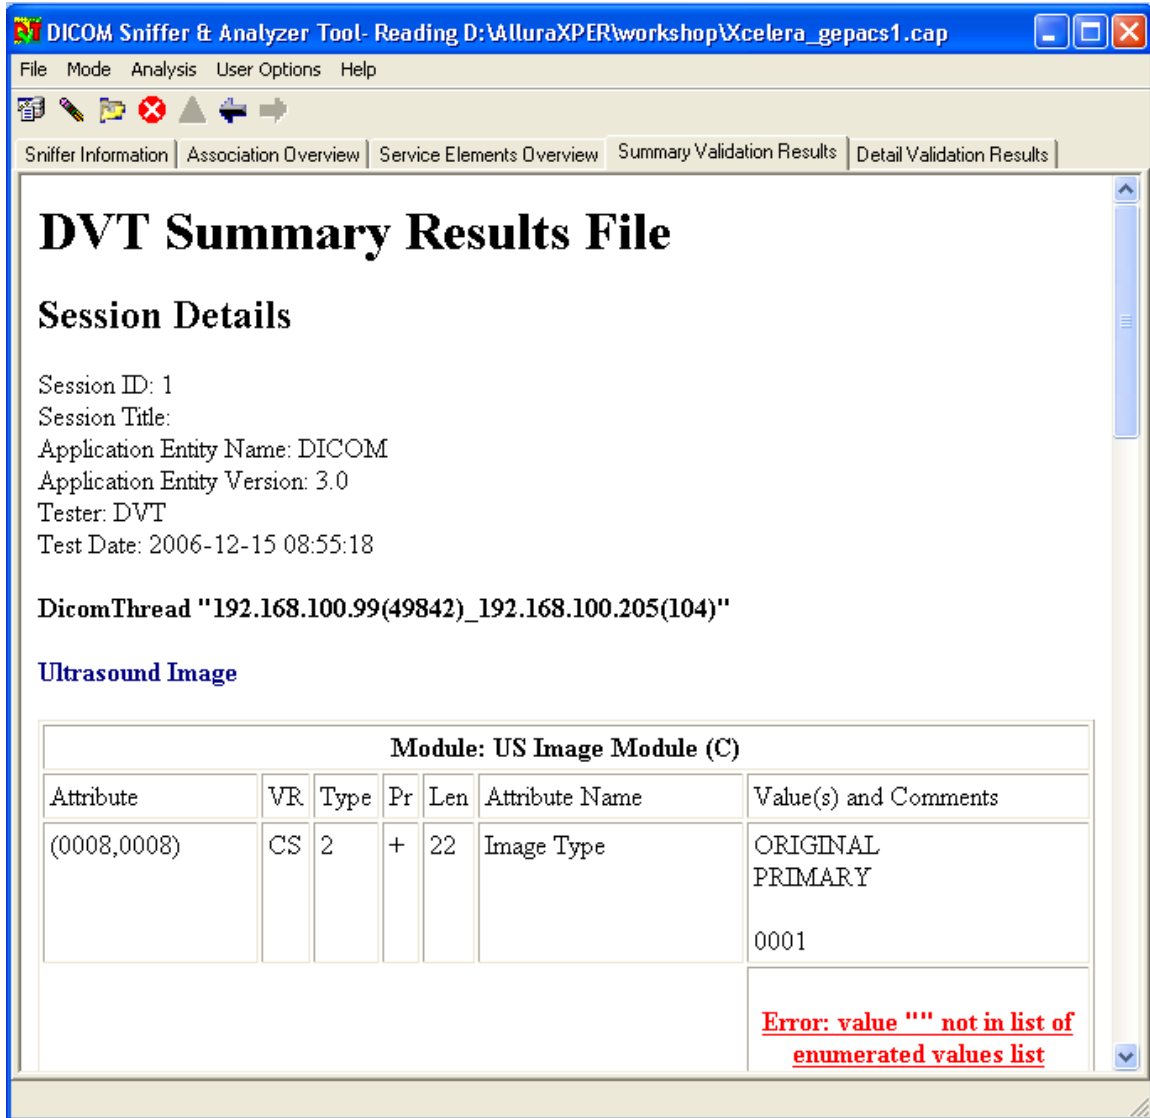 DICOM Sniffer & Analyzer Tool- Reading D:\AlluraXPER\workshop\Xcelera_gepacs1.cap
File Mode Analysis User Options Help
Sniffer Information Association Overview Service Elements Overview Summary Validation Results Detail Validation Results
DVT Summary Results File
Session Details
Session ID: 1
Session Title:
Application Entity Name: DICOM
Application Entity Version: 3.0
Tester: DVT
Test Date: 2006-12-15 08:55:18
DicomThread "192.168.100.99(49842)_192.168.100.205(104)"
Ultrasound Image
Module: US Image Module (C)
Attribute VR Type Pr Len Attribute Name Value(s) and Comments
(0008,0008) CS 2 + 22 Image Type ORIGINAL
PRIMARY
0001
Error: value "" not in list of
enumerated values list